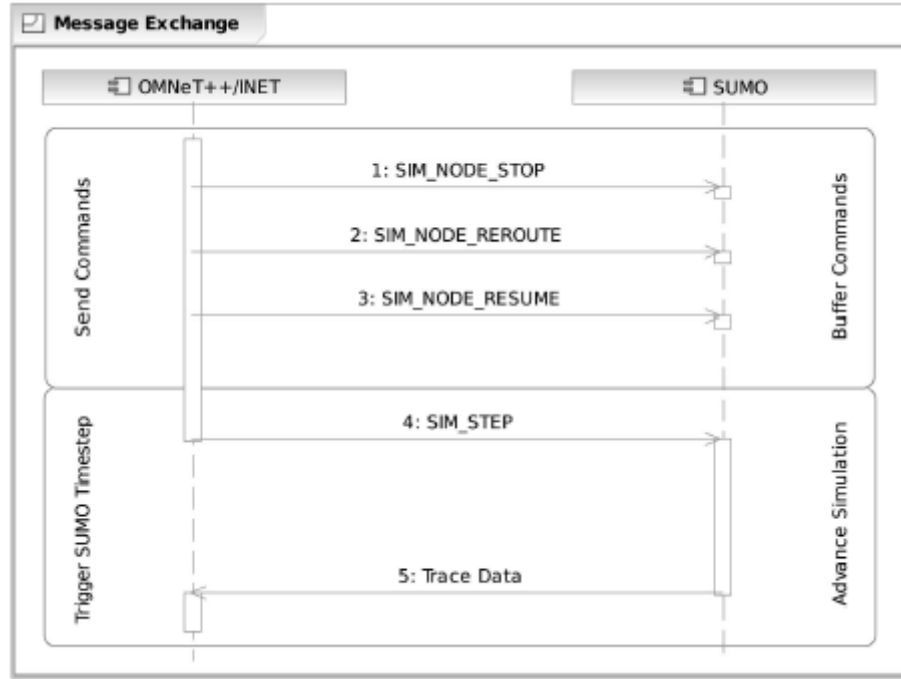 Message Exchange
OMNeT++/INET
SUMO
Send Commands
1: SIM_NODE_STOP
2: SIM_NODE_REROUTE
3: SIM_NODE_RESUME
Buffer Commands
Trigger SUMO Timestep
4: SIM_STEP
5: Trace Data
Advance Simulation